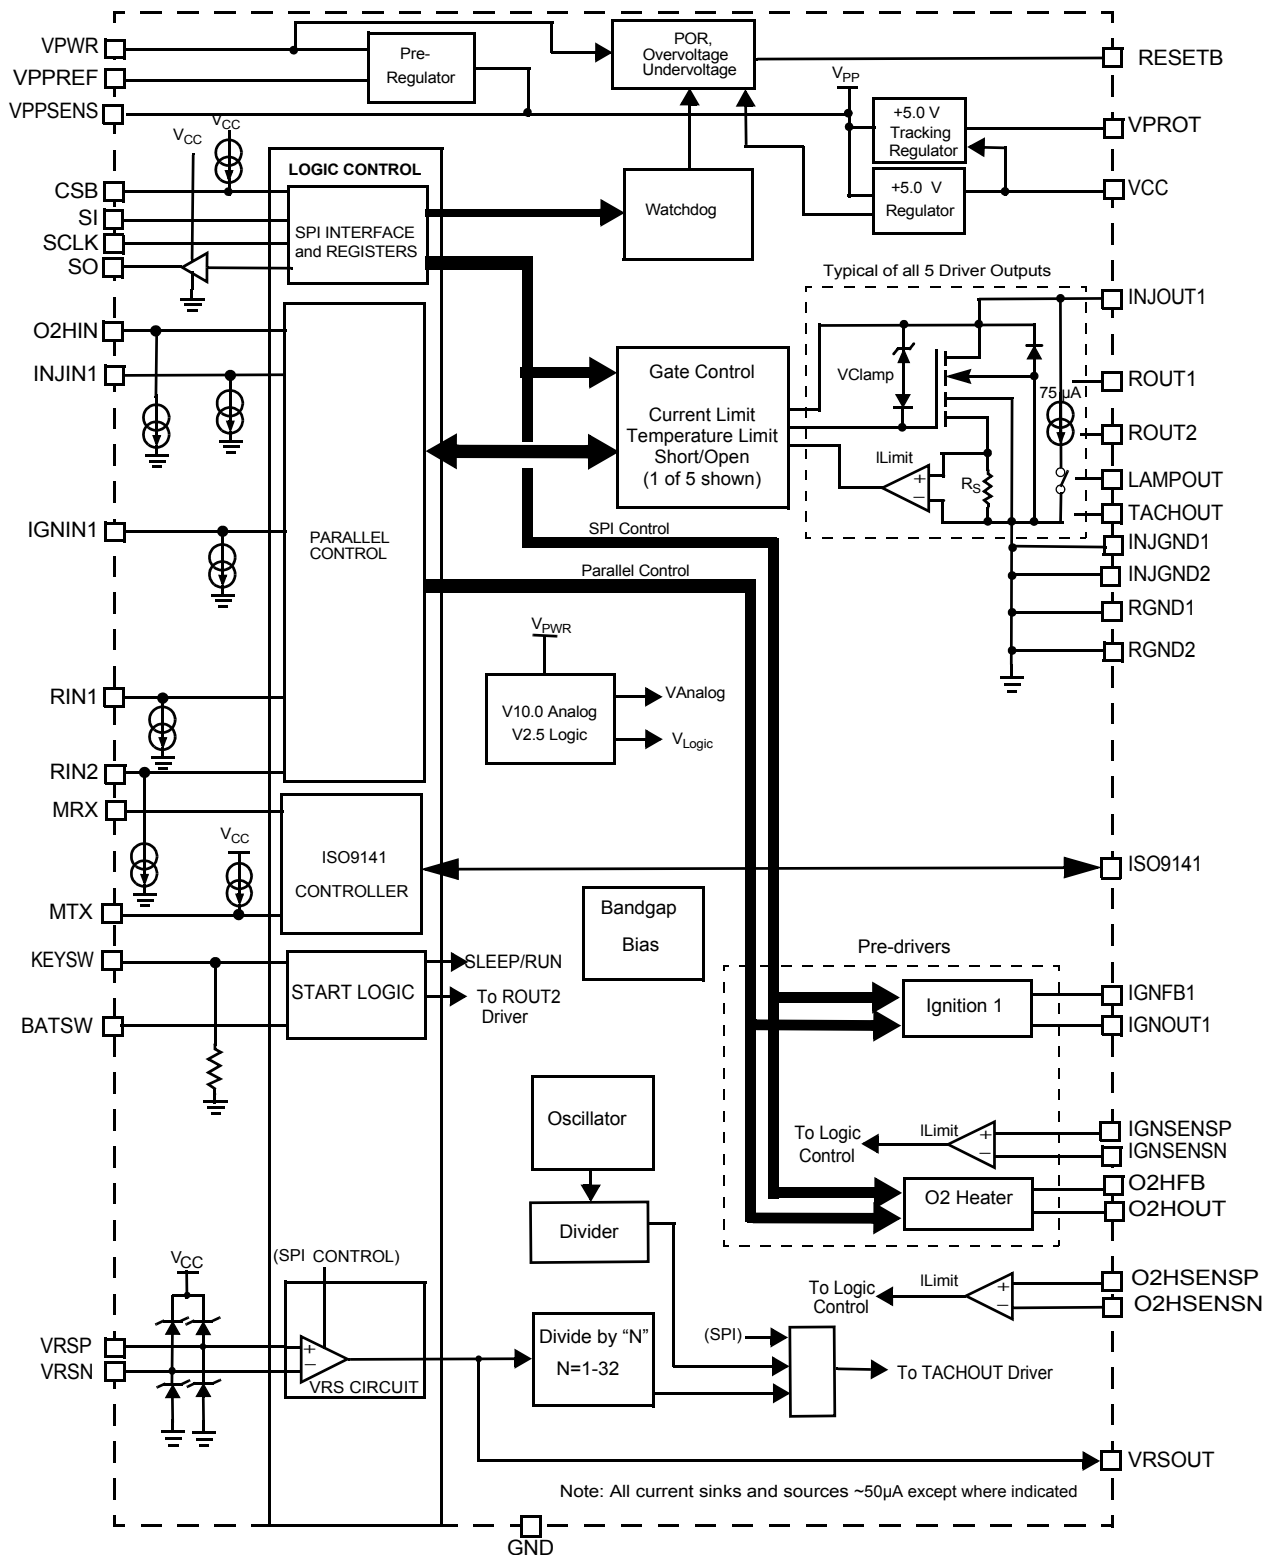 VPWR
VPPREF
VPPSENS
Pre-
Regulator
POR,
Overvoltage
Undervoltage
RESETB
VPP
+5.0 V
Tracking
Regulator
VPROT
+5.0 V
Regulator
VCC
VCC
VCC
LOGIC CONTROL
CSB
SI
SCLK
SO
SPI INTERFACE
and REGISTERS
Watchdog
Typical of all 5 Driver Outputs
O2HIN
INJIN1
IGNIN1
RIN1
RIN2
PARALLEL
CONTROL
Gate Control
Current Limit
Temperature Limit
Short/Open
(1 of 5 shown)
VClamp
ILimit
+
−
RS
75 µA
INJOUT1
ROUT1
ROUT2
LAMPOUT
TACHOUT
INJGND1
INJGND2
RGND1
RGND2
SPI Control
Parallel Control
VPWR
V10.0 Analog
V2.5 Logic
VAnalog
VLogic
MRX
MTX
VCC
ISO9141
CONTROLLER
ISO9141
Bandgap
Bias
KEYSW
BATSW
START LOGIC
SLEEP/RUN
To ROUT2
Driver
Pre-drivers
Ignition 1
IGNFB1
IGNOUT1
Oscillator
Divider
To Logic
Control
ILimit
+
−
IGNSENSP
IGNSENSN
O2 Heater
O2HFB
O2HOUT
To Logic
Control
ILimit
+
−
O2HSENSP
O2HSENSN
VCC
(SPI CONTROL)
VRSP
VRSN
+
−
VRS CIRCUIT
Divide by “N”
N=1-32
(SPI)
To TACHOUT Driver
VRSOUT
Note: All current sinks and sources ~50µA except where indicated
GND